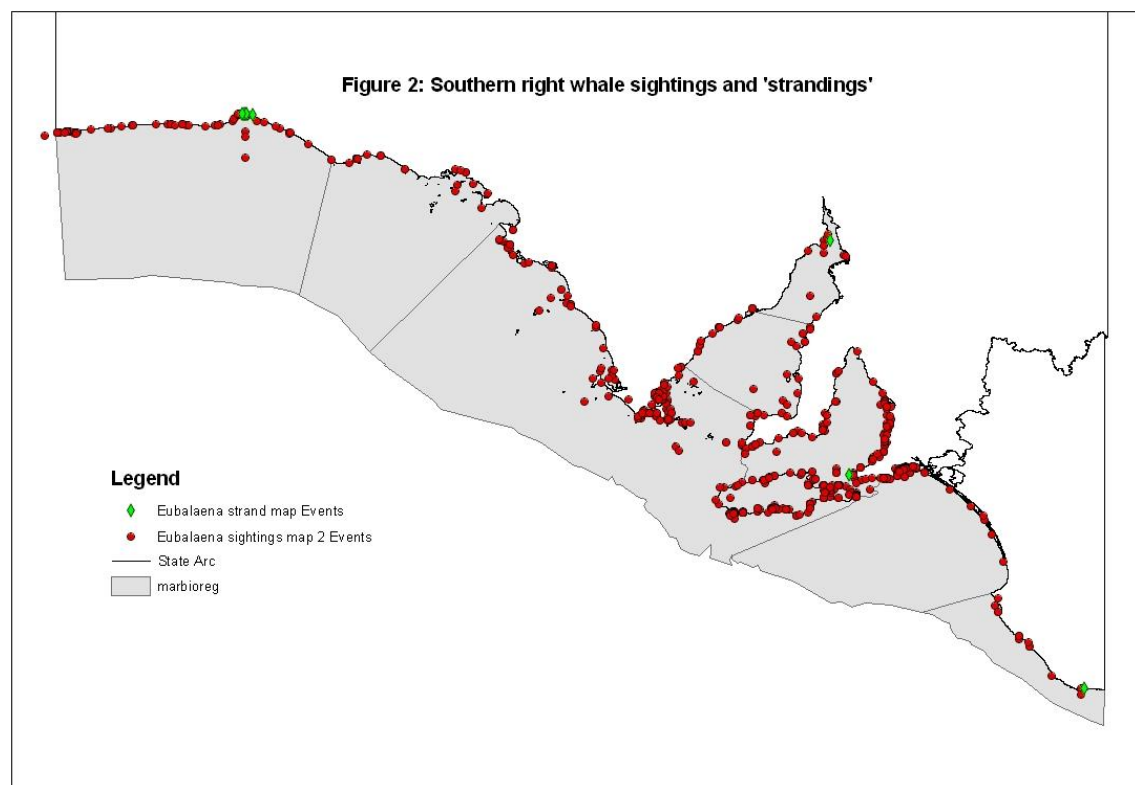 Figure 2: Southern right whale sightings and 'strandings'
Legend
Eubalaena strand map Events
Eubalaena sightings map 2 Events
State Arc
marbioreg